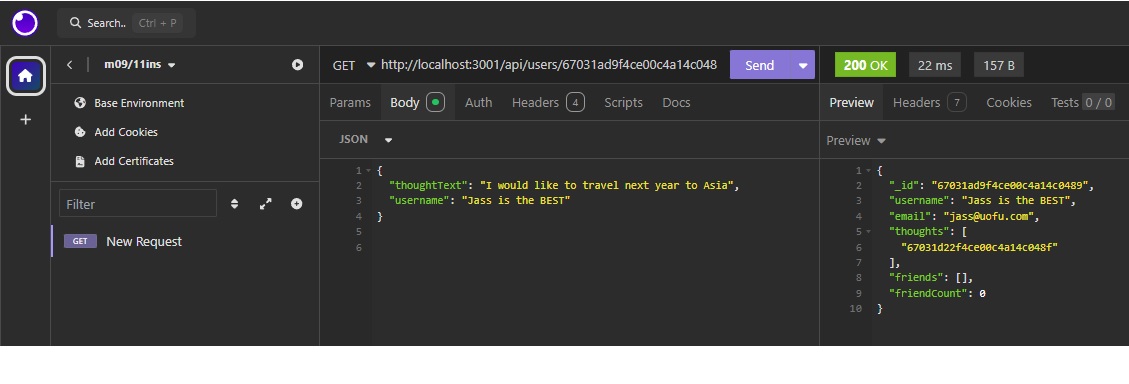 Search.. Ctrl + P
m09/11ins
Base Environment
Add Cookies
Add Certificates
Filter
GET New Request
GET http://localhost:3001/api/users/67031ad9f4ce00c4a14c048 Send
Params Body Auth Headers 4 Scripts Docs
JSON
1 {
2 "thoughtText": "I would like to travel next year to Asia",
3 "username": "Jass is the BEST"
4 }
5
6
200 OK 22 ms 157 B
Preview Headers 7 Cookies Tests 0 / 0
Preview
1 {
2 "_id": "67031ad9f4ce00c4a14c0489",
3 "username": "Jass is the BEST",
4 "email": "jass@uofu.com",
5 "thoughts": [
6 "67031d22f4ce00c4a14c048f"
7 ],
8 "friends": [],
9 "friendCount": 0
10 }